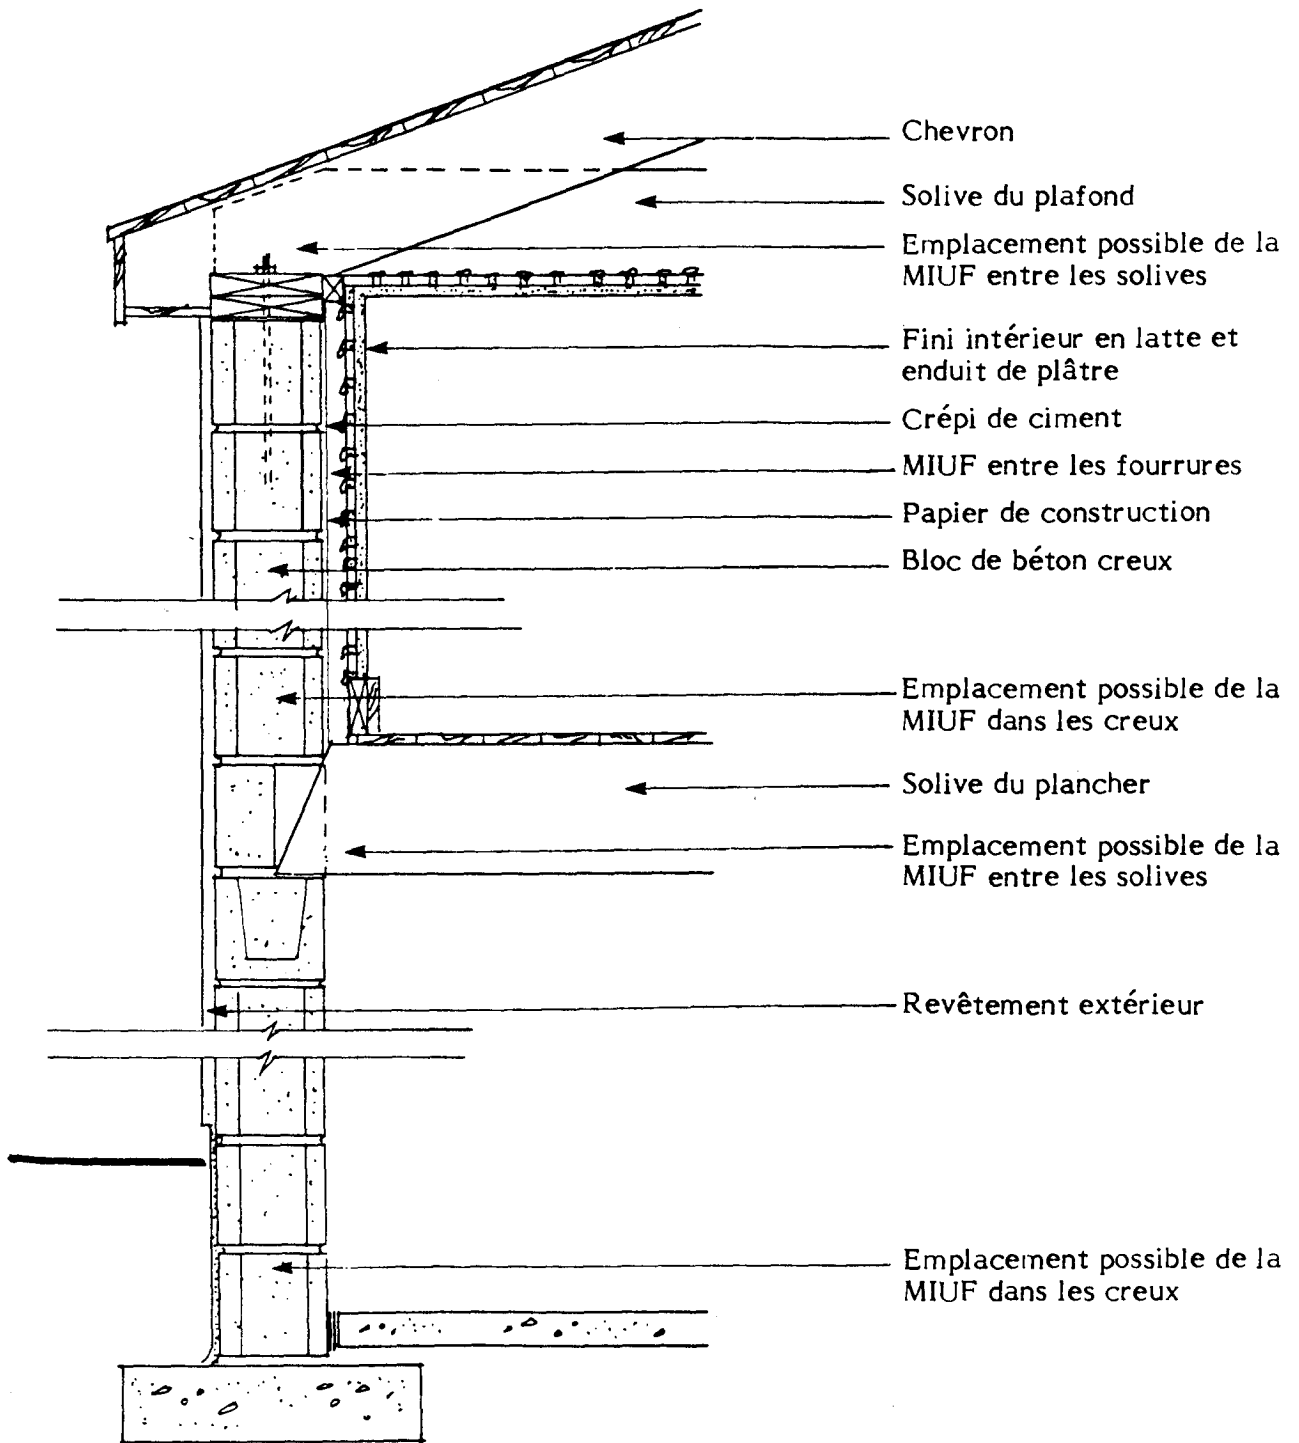 Chevron
Solive du plafond
Emplacement possible de la
MIUF entre les solives
Fini intérieur en latte et
enduit de plâtre
Crépi de ciment
MIUF entre les fourrures
Papier de construction
Bloc de béton creux
Emplacement possible de la
MIUF dans les creux
Solive du plancher
Emplacement possible de la
MIUF entre les solives
Revêtement extérieur
Emplacement possible de la
MIUF dans les creux